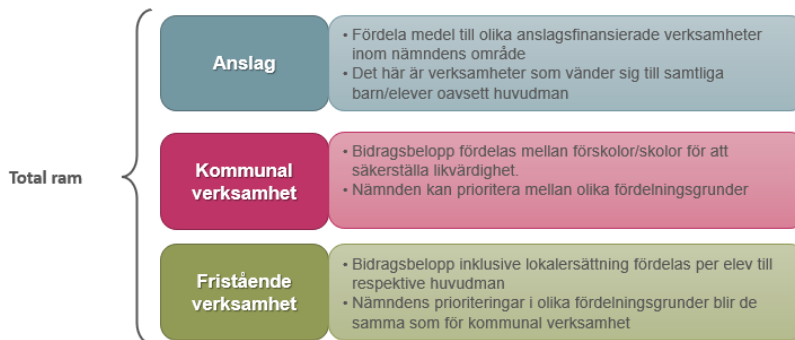 Anslag
• Fördela medel till olika anslagsfinansierade verksamheter
inom nämndens område
• Det här är verksamheter som vänder sig till samtliga
barn/elever oavsett huvudman
Total ram
Kommunal
verksamhet
• Bidragsbelopp fördelas mellan förskolor/skolor för att
säkerställa likvärdighet.
• Nämnden kan prioritera mellan olika fördelningsgrunder
Fristående
verksamhet
• Bidragsbelopp inklusive lokalersättning fördelas per elev till
respektive huvudman
• Nämndens prioriteringar i olika fördelningsgrunder blir de
samma som för kommunal verksamhet